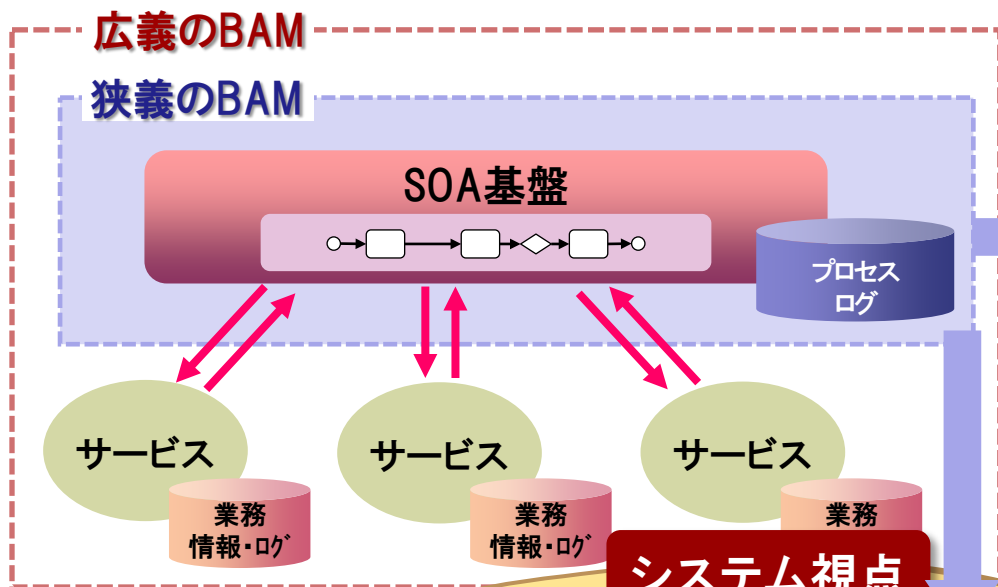 広義のBAM
狭義のBAM
SOA基盤
プロセス
ログ
サービス
サービス
サービス
業務
情報・ログ
業務
情報・ログ
業務
システム視点